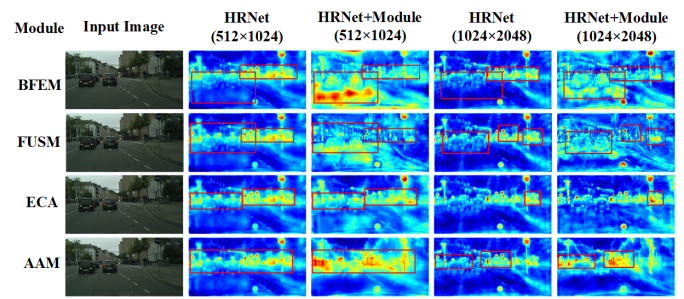 Module Input Image HRNet (512×1024) HRNet+Module (512×1024) HRNet (1024×2048) HRNet+Module (1024×2048)
BFEM
FUSM
ECA
AAM